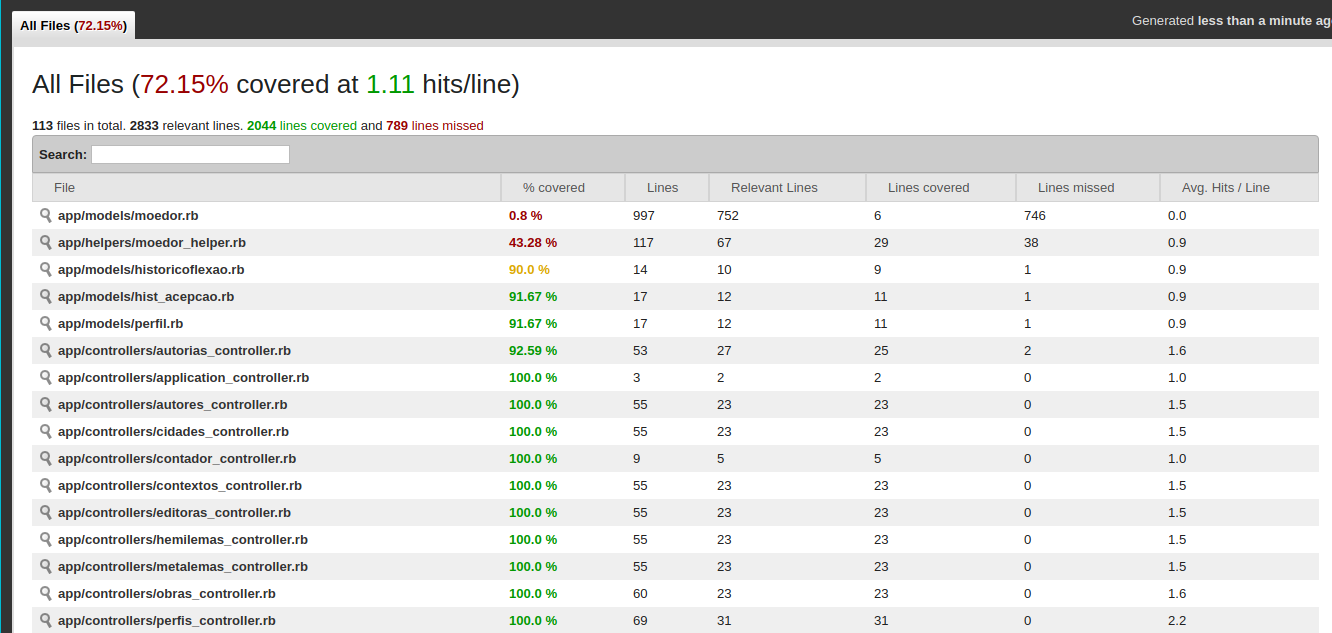 All Files (72.15%)
Generated less than a minute ag
All Files (72.15% covered at 1.11 hits/line)
113 files in total. 2833 relevant lines. 2044 lines covered and 789 lines missed
Search:
File % covered Lines Relevant Lines Lines covered Lines missed Avg. Hits / Line
app/models/moedor.rb 0.8 % 997 752 6 746 0.0
app/helpers/moedor_helper.rb 43.28 % 117 67 29 38 0.9
app/models/historicoflexao.rb 90.0 % 14 10 9 1 0.9
app/models/hist_acepcao.rb 91.67 % 17 12 11 1 0.9
app/models/perfil.rb 91.67 % 17 12 11 1 0.9
app/controllers/autorias_controller.rb 92.59 % 53 27 25 2 1.6
app/controllers/application_controller.rb 100.0 % 3 2 2 0 1.0
app/controllers/autores_controller.rb 100.0 % 55 23 23 0 1.5
app/controllers/cidades_controller.rb 100.0 % 55 23 23 0 1.5
app/controllers/contador_controller.rb 100.0 % 9 5 5 0 1.0
app/controllers/contextos_controller.rb 100.0 % 55 23 23 0 1.5
app/controllers/editoras_controller.rb 100.0 % 55 23 23 0 1.5
app/controllers/hemilemas_controller.rb 100.0 % 55 23 23 0 1.5
app/controllers/metalemas_controller.rb 100.0 % 55 23 23 0 1.5
app/controllers/obras_controller.rb 100.0 % 60 23 23 0 1.6
app/controllers/perfis_controller.rb 100.0 % 69 31 31 0 2.2